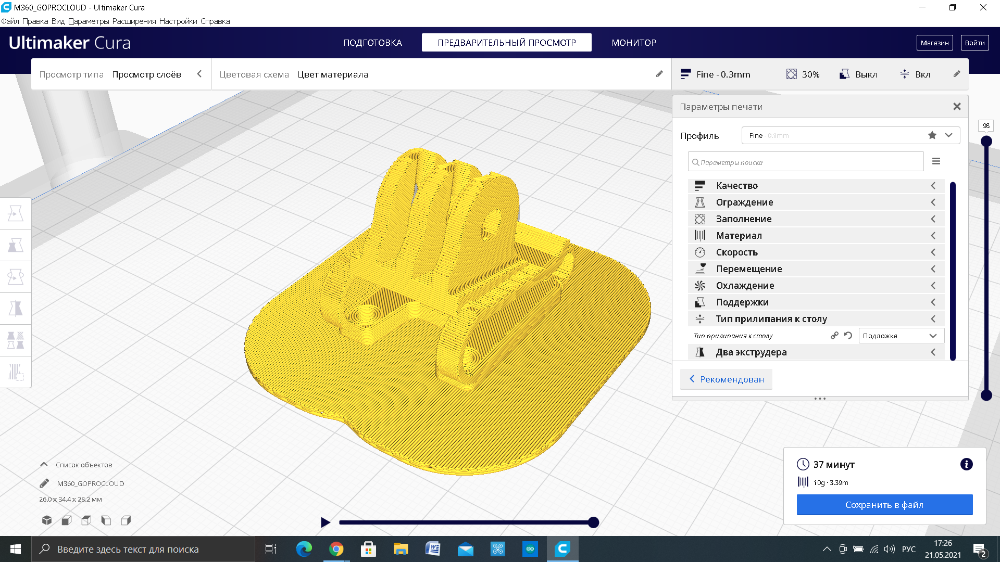 M360_GOPROCLOUD - Ultimaker Cura
Файл Правка Вид Параметры Расширения Настройки Справка
Ultimaker Cura
ПОДГОТОВКА
ПРЕДВАРИТЕЛЬНЫЙ ПРОСМОТР
МОНИТОР
Магазин
Войти
Просмотр типа Просмотр слоёв
Цветовая схема Цвет материала
Fine - 0.3mm
30%
Выкл
Вкл
Параметры печати
Профиль
Fine - 0.1mm
Параметры поиска
Качество
Ограждение
Заполнение
Материал
Скорость
Перемещение
Охлаждение
Поддержки
Тип прилипания к столу
Тип прилипания к столу
Подложка
Два экструдера
Рекомендован
98
Список объектов
M360_GOPROCLOUD
26.0 x 34.4 x 28.2 мм
37 минут
10g · 3.39m
Сохранить в файл
Введите здесь текст для поиска
РУС
17:26
21.05.2021
2